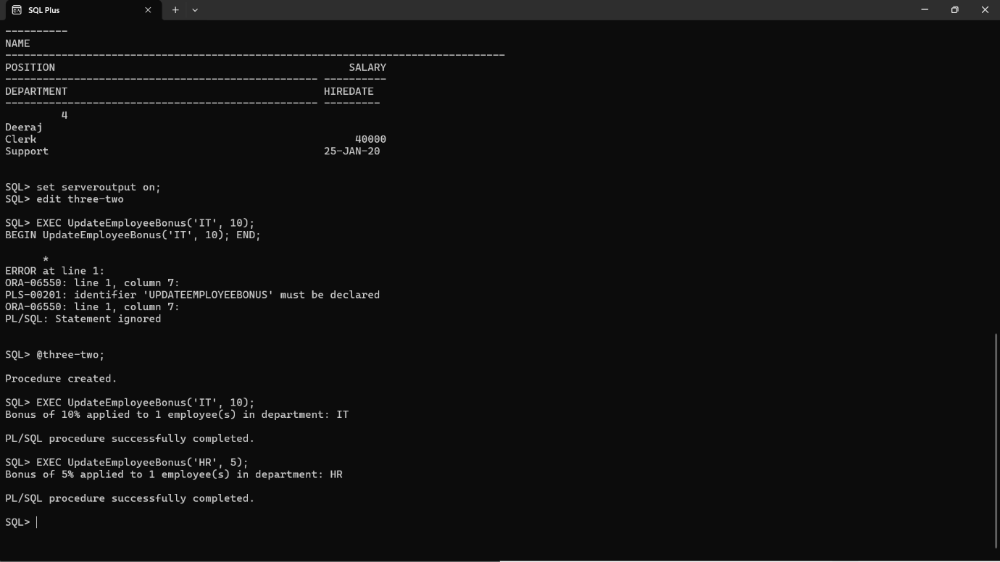 SQL Plus
----------
NAME
--------------------------------------------------------------------------------
POSITION                                               SALARY
-------------------------------------------------- ----------
DEPARTMENT                                         HIREDATE
-------------------------------------------------- ---------
         4
Deeraj
Clerk                                                   40000
Support                                            25-JAN-20
SQL> set serveroutput on;
SQL> edit three-two
SQL> EXEC UpdateEmployeeBonus('IT', 10);
BEGIN UpdateEmployeeBonus('IT', 10); END;
      *
ERROR at line 1:
ORA-06550: line 1, column 7:
PLS-00201: identifier 'UPDATEEMPLOYEEBONUS' must be declared
ORA-06550: line 1, column 7:
PL/SQL: Statement ignored
SQL> @three-two;
Procedure created.
SQL> EXEC UpdateEmployeeBonus('IT', 10);
Bonus of 10% applied to 1 employee(s) in department: IT
PL/SQL procedure successfully completed.
SQL> EXEC UpdateEmployeeBonus('HR', 5);
Bonus of 5% applied to 1 employee(s) in department: HR
PL/SQL procedure successfully completed.
SQL>